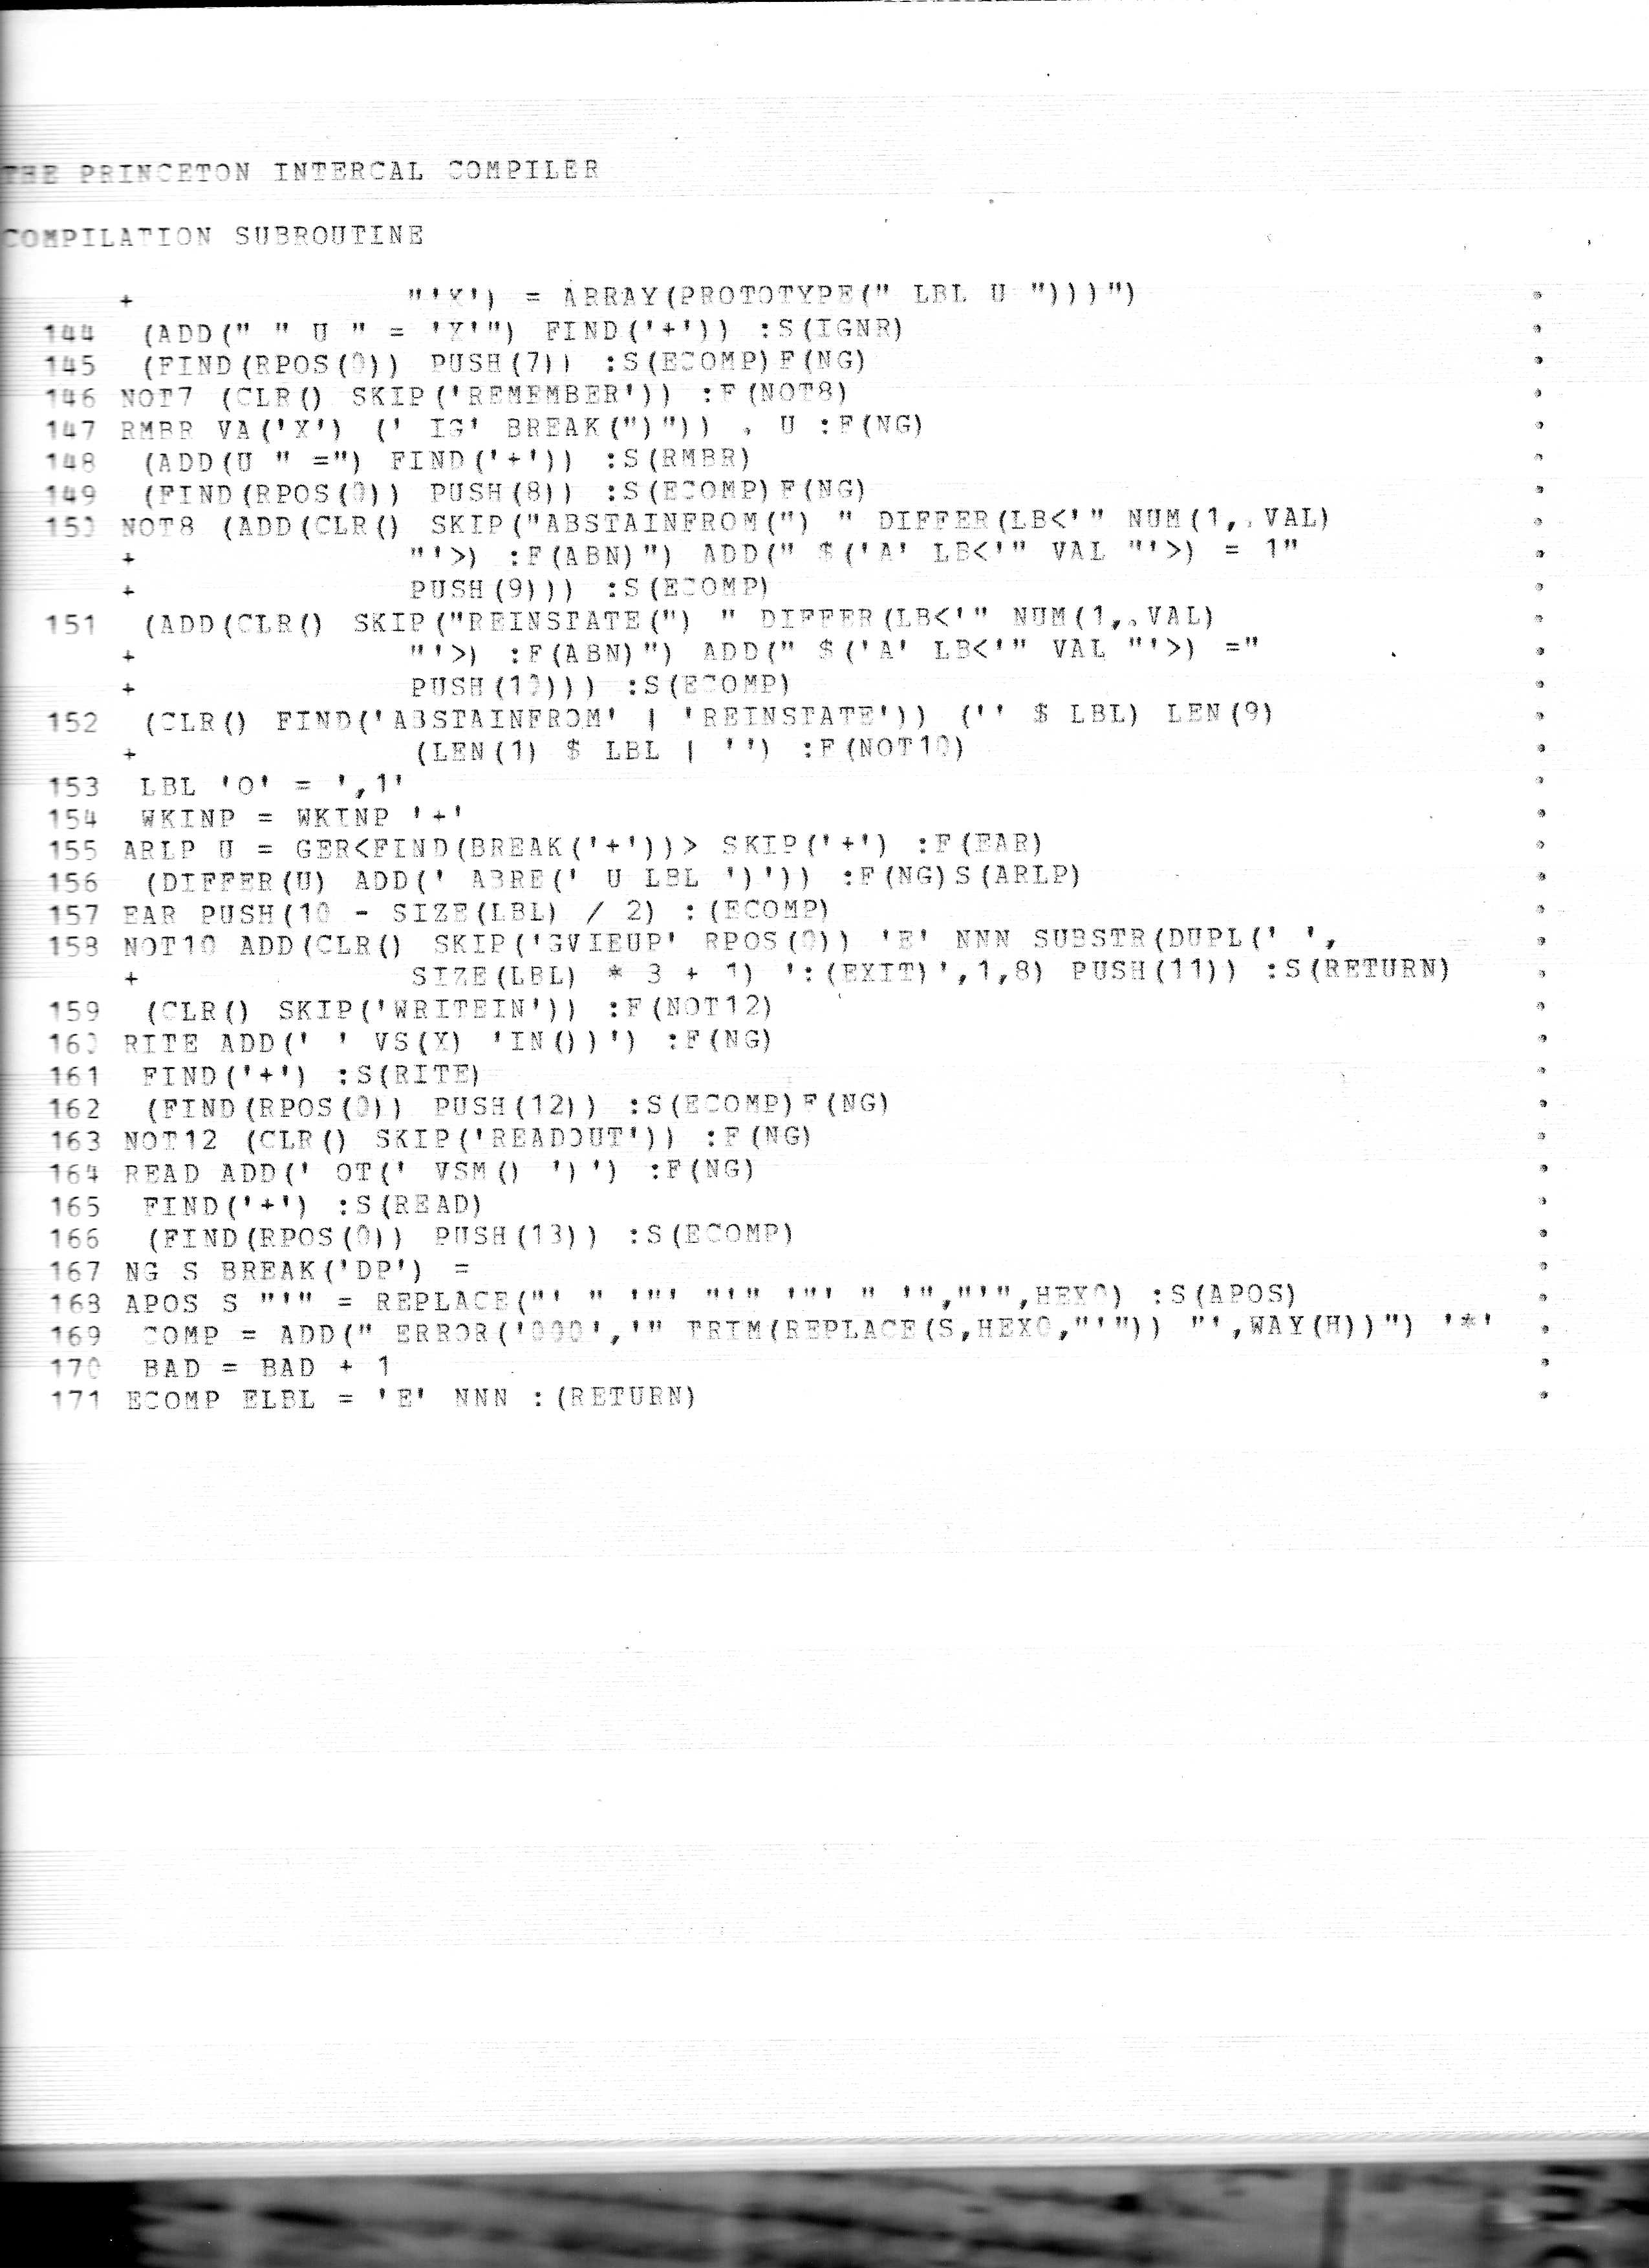 THE PRINCETON INTERCAL COMPILER
COMPILATION SUBROUTINE
+ "'X') = ARRAY(PROTOTYPE(" LBL U ")))")
144 (ADD(" " U " = 'X'") FIND('+')) :S(IGNR)
145 (FIND(RPOS(0)) PUSH(7)) :S(ECOMP)F(NG)
146 NOT7 (CLR() SKIP('REMEMBER')) :F(NOT8)
147 RMBR VA('X') (' IG' BREAK(")")) . U :F(NG)
148 (ADD(U " =") FIND('+')) :S(RMBR)
149 (FIND(RPOS(0)) PUSH(8)) :S(ECOMP)F(NG)
150 NOT8 (ADD(CLR() SKIP("ABSTAINFROM(") " DIFFER(LB<'" NUM(1,.VAL)
+ "'>) :F(ABN)") ADD(" $('A' LB<'" VAL "'>) = 1"
+ PUSH(9))) :S(ECOMP)
151 (ADD(CLR() SKIP("REINSTATE(") " DIFFER(LB<'" NUM(1,.VAL)
+ "'>) :F(ABN)") ADD(" $('A' LB<'" VAL "'>) ="
+ PUSH(10))) :S(ECOMP)
152 (CLR() FIND('ABSTAINFROM' | 'REINSTATE')) ('' $ LBL) LEN(9)
+ (LEN(1) $ LBL | '') :F(NOT10)
153 LBL 'O' = ',1'
154 WKINP = WKINP '+'
155 ARLP U = GER<FIND(BREAK('+'))> SKIP('+') :F(EAR)
156 (DIFFER(U) ADD(' ABRE(' U LBL ')')) :F(NG)S(ARLP)
157 EAR PUSH(10 - SIZE(LBL) / 2) :(ECOMP)
158 NOT10 ADD(CLR() SKIP('GVIEUP' RPOS(0)) 'E' NNN SUBSTR(DUPL(' ',
+ SIZE(LBL) * 3 + 1) ':(EXIT)',1,8) PUSH(11)) :S(RETURN)
159 (CLR() SKIP('WRITEIN')) :F(NOT12)
160 RITE ADD(' ' VS(X) 'IN())') :F(NG)
161 FIND('+') :S(RITE)
162 (FIND(RPOS(0)) PUSH(12)) :S(ECOMP)F(NG)
163 NOT12 (CLR() SKIP('READOUT')) :F(NG)
164 READ ADD(' OT(' VSM() ')') :F(NG)
165 FIND('+') :S(READ)
166 (FIND(RPOS(0)) PUSH(13)) :S(ECOMP)
167 NG S BREAK('DP') =
168 APOS S "'" = REPLACE("' " '"' "'" '"' " '","'",HEX0) :S(APOS)
169 COMP = ADD(" ERROR('000','" TRIM(REPLACE(S,HEX0,"'")) "',WAY(H))") '*'
170 BAD = BAD + 1
171 ECOMP ELBL = 'E' NNN :(RETURN)